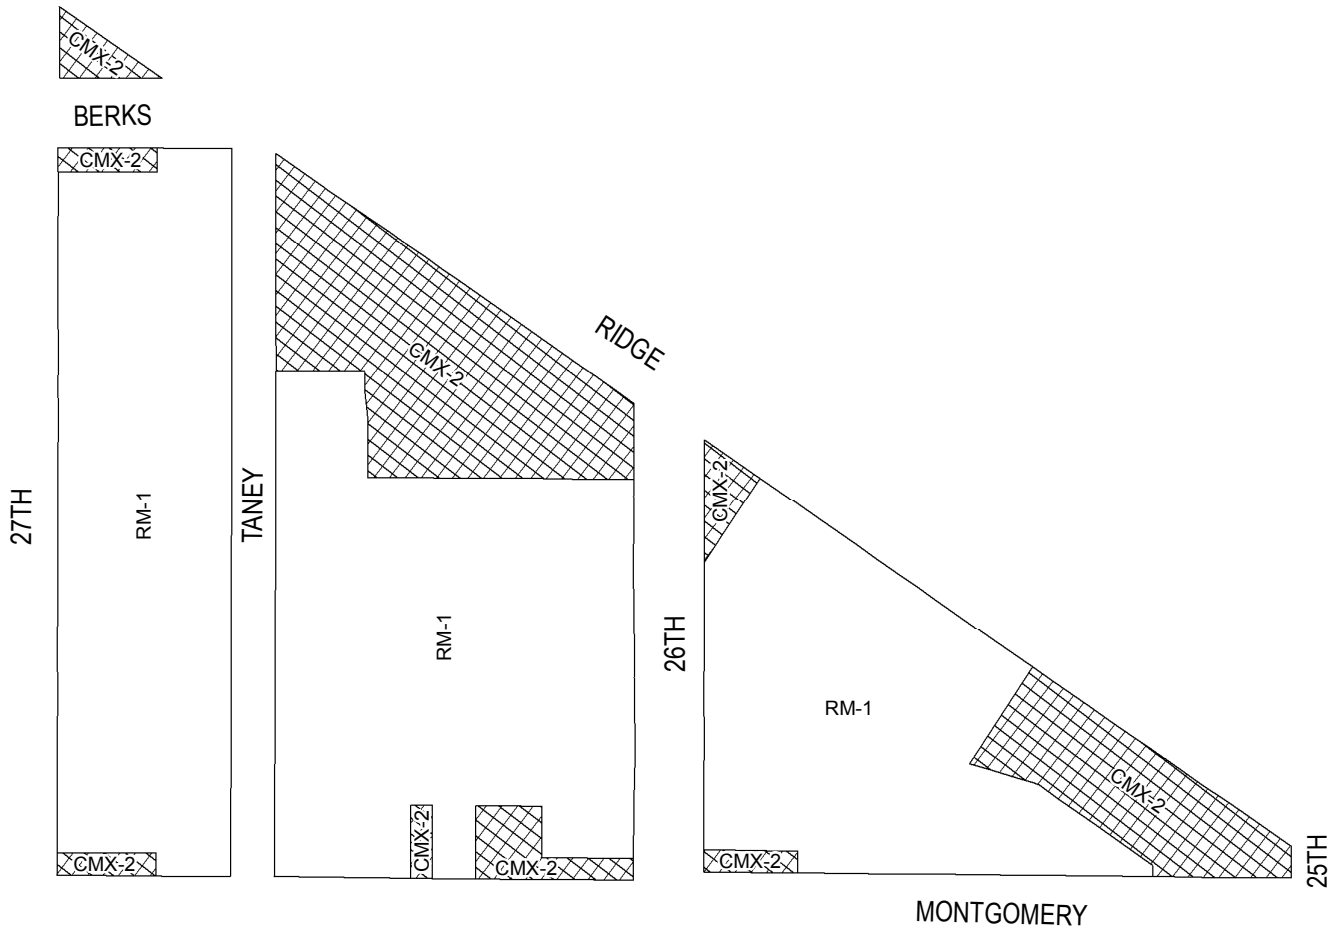 CMX-2
BERKS
CMX-2
RIDGE
CMX-2
CMX-2
27TH
RM-1
TANEY
RM-1
26TH
RM-1
CMX-2
CMX-2
CMX-2
CMX-2
CMX-2
25TH
MONTGOMERY